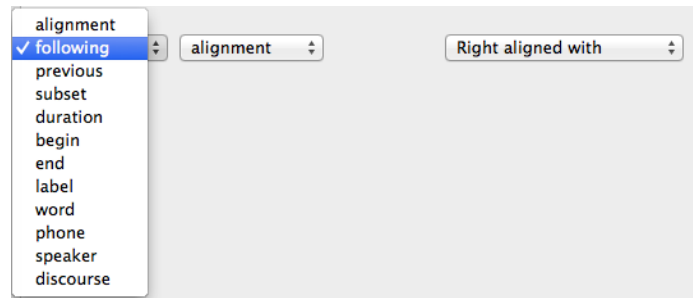 alignment
✓ following alignment Right aligned with
previous
subset
duration
begin
end
label
word
phone
speaker
discourse